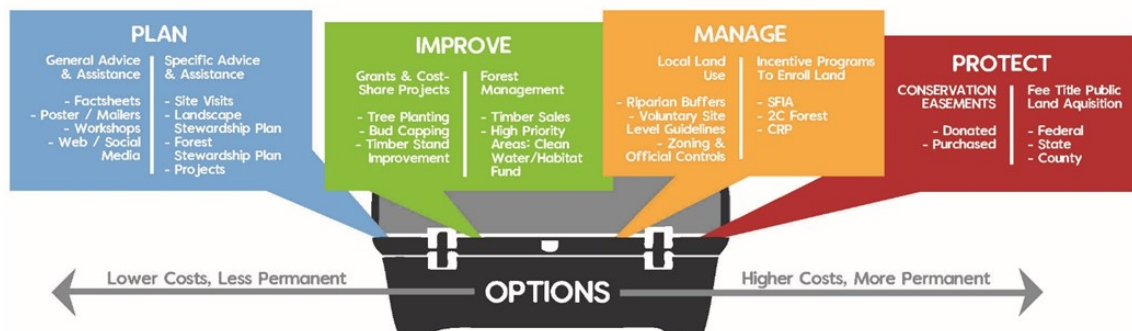 PLAN
General Advice
& Assistance
- Factsheets
- Poster / Mailers
- Workshops
- Web / Social
Media
Specific Advice
& Assistance
- Site Visits
- Landscape
Stewardship Plan
- Forest
Stewardship Plan
- Projects
IMPROVE
Grants & Cost-
Share Projects
- Tree Planting
- Bud Capping
- Timber Stand
Improvement
Forest
Management
- Timber Sales
- High Priority
Areas: Clean
Water/Habitat
Fund
MANAGE
Local Land
Use
- Riparian Buffers
- Voluntary Site
Level Guidelines
- Zoning &
Official Controls
Incentive Programs
To Enroll Land
- SFIA
- 2C Forest
- CRP
PROTECT
CONSERVATION
EASEMENTS
- Donated
- Purchased
Fee Title Public
Land Aquisition
- Federal
- State
- County
Lower Costs, Less Permanent
OPTIONS
Higher Costs, More Permanent